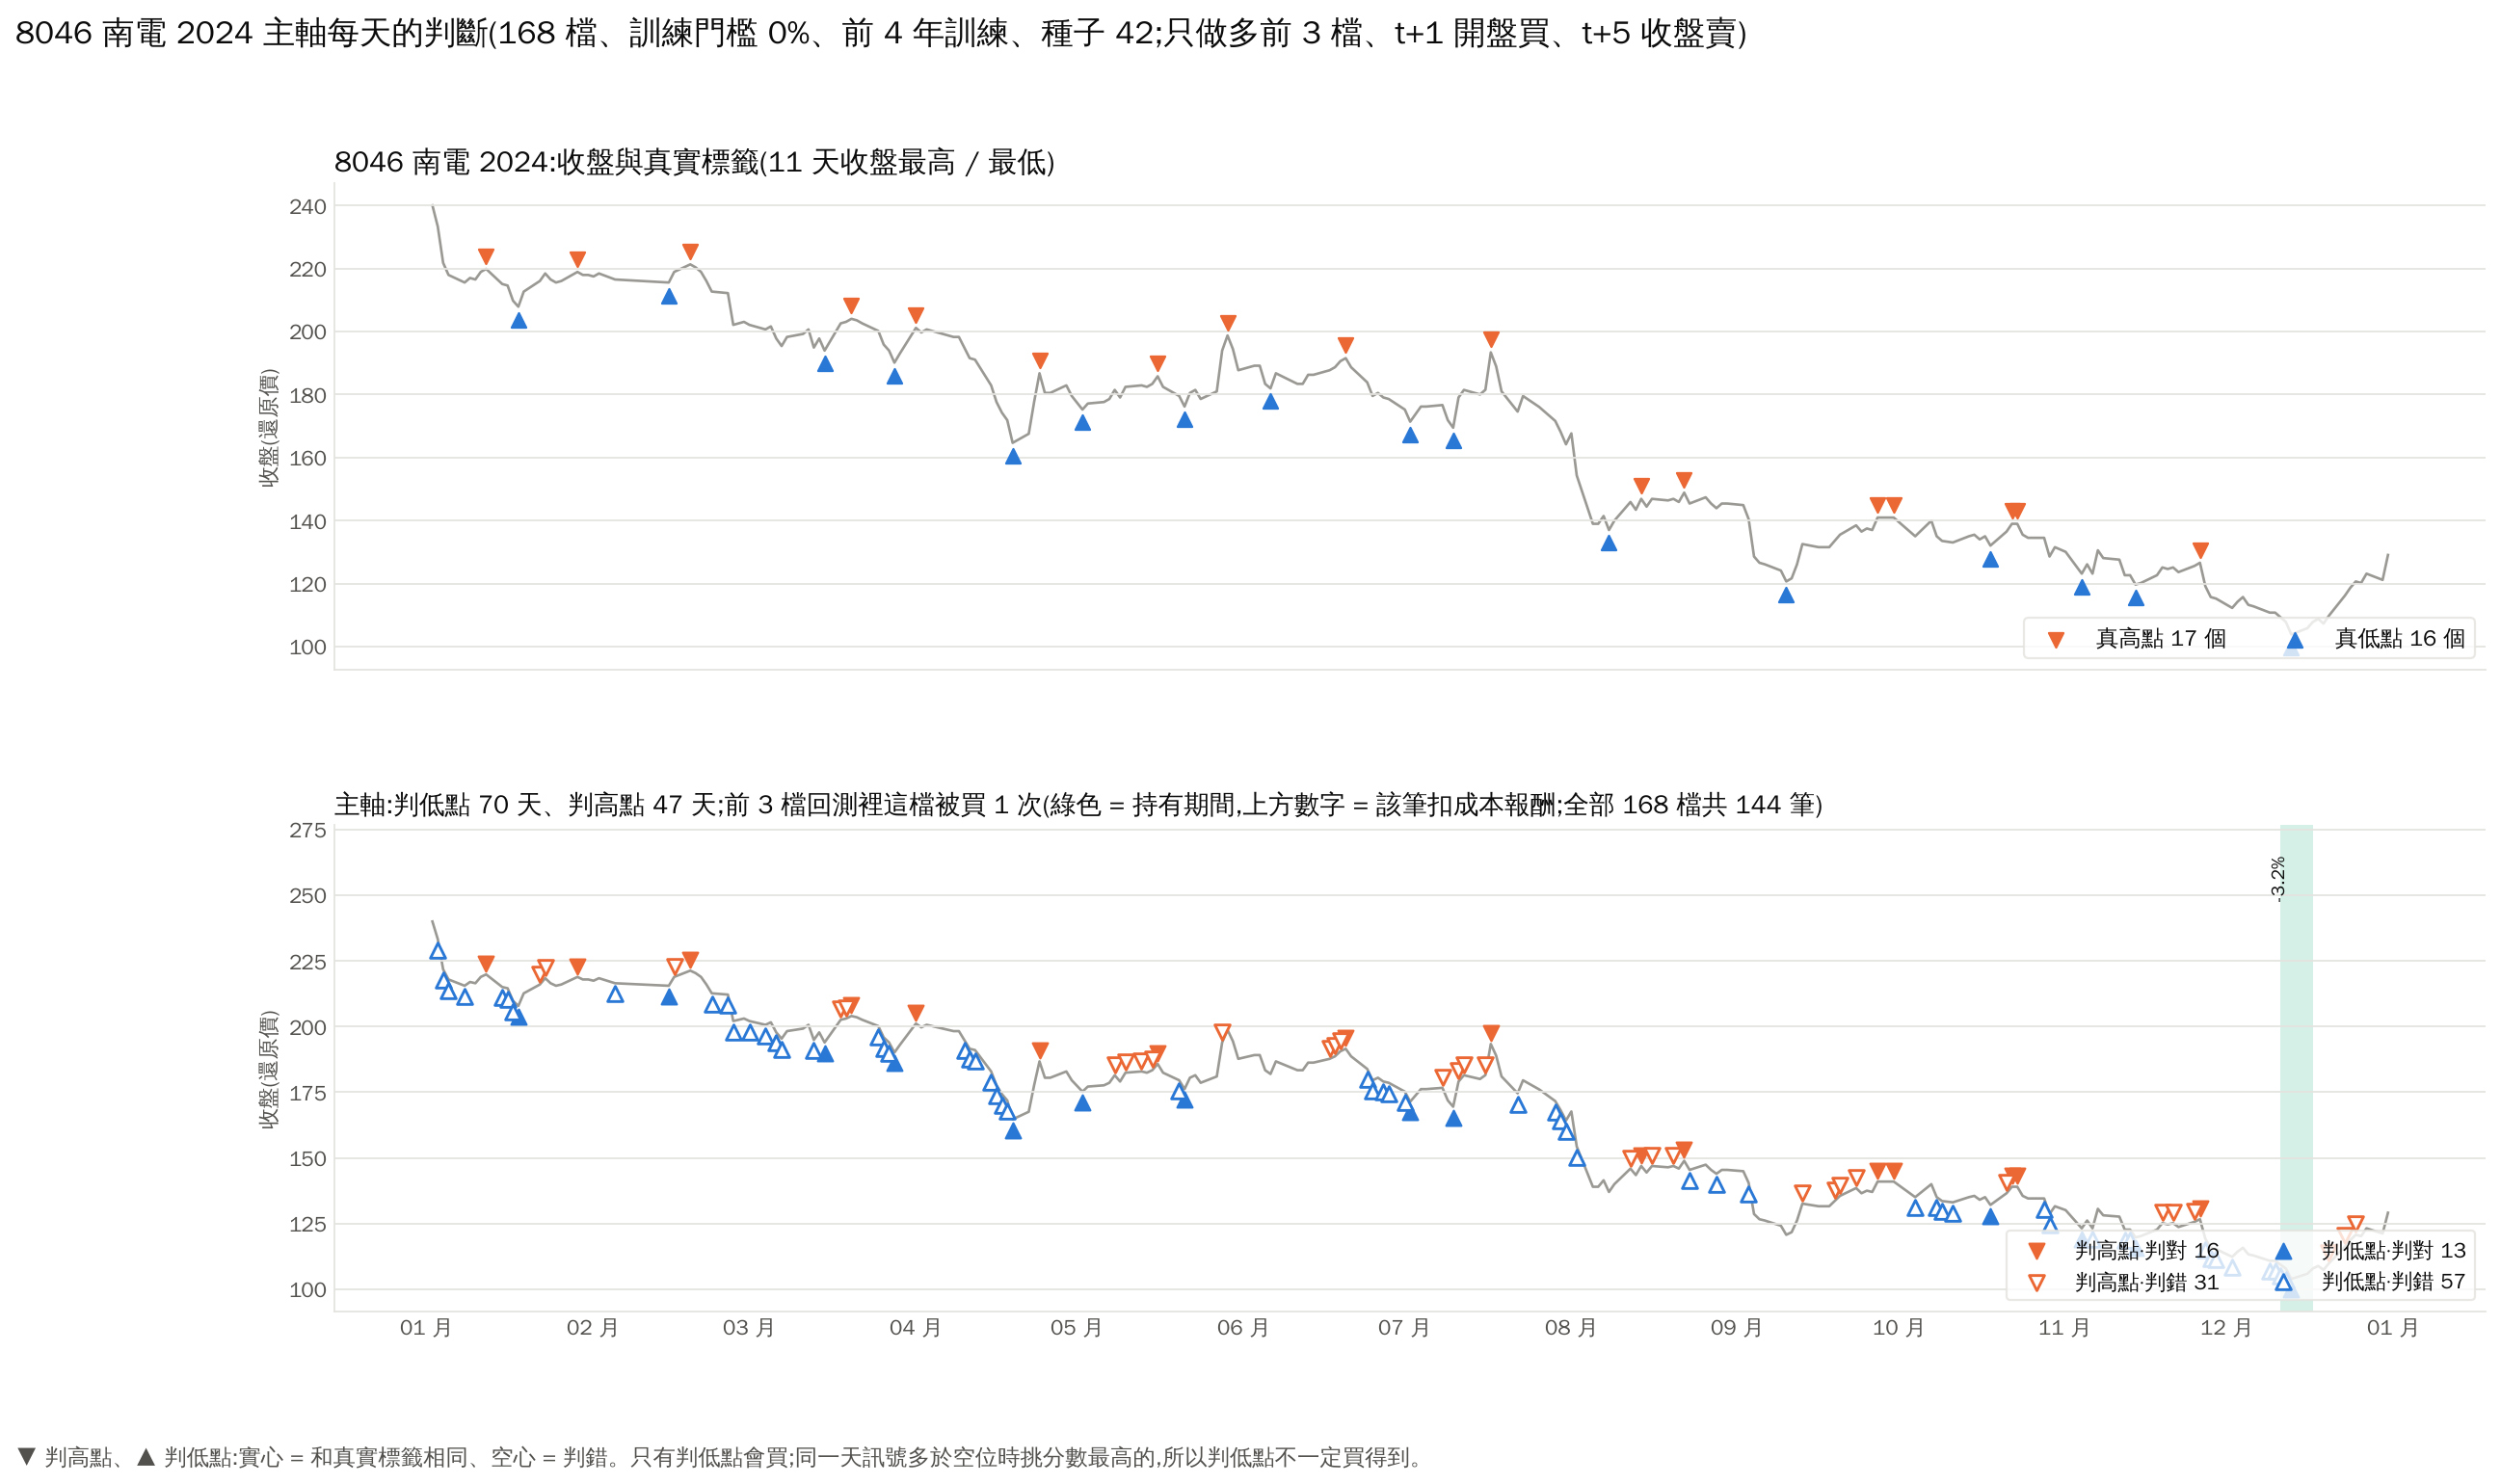 8046 南電 2024 主軸每天的判斷(168 檔、訓練門檻 0%、前 4 年訓練、種子 42;只做多前 3 檔、t+1 開盤買、t+5 收盤賣)
8046 南電 2024:收盤與真實標籤(11 天收盤最高 / 最低)
收盤(還原價)
240
220
200
180
160
140
120
100
真高點 17 個
真低點 16 個
主軸:判低點 70 天、判高點 47 天;前 3 檔回測裡這檔被買 1 次(綠色 = 持有期間,上方數字 = 該筆扣成本報酬;全部 168 檔共 144 筆)
收盤(還原價)
275
250
225
200
175
150
125
100
-3.2%
判高點·判對 16
判低點·判對 13
判高點·判錯 31
判低點·判錯 57
01 月
02 月
03 月
04 月
05 月
06 月
07 月
08 月
09 月
10 月
11 月
12 月
01 月
▼ 判高點、▲ 判低點:實心 = 和真實標籤相同、空心 = 判錯。只有判低點會買;同一天訊號多於空位時挑分數最高的,所以判低點不一定買得到。